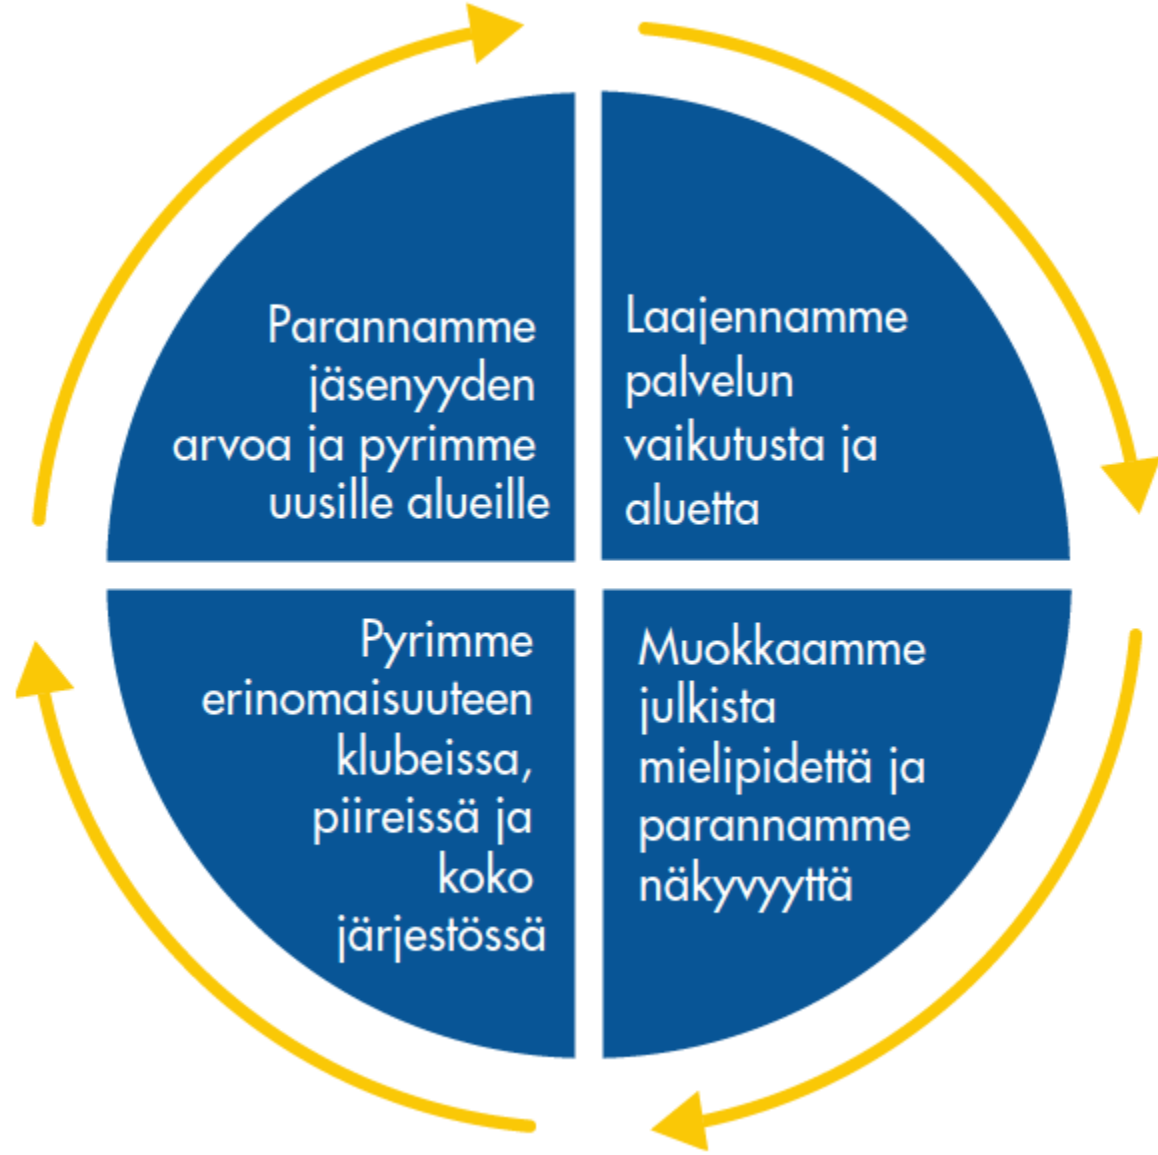 Parannamme
jäsenyyden
arvoa ja pyrimme
uusille alueille
Laajennamme
palvelun
vaikutusta ja
aluetta
Pyrimme
erinomaisuuteen
klubeissa,
piireissä ja
koko
järjestössä
Muokkaamme
julkista
mielipidettä ja
parannamme
näkyvyyttä